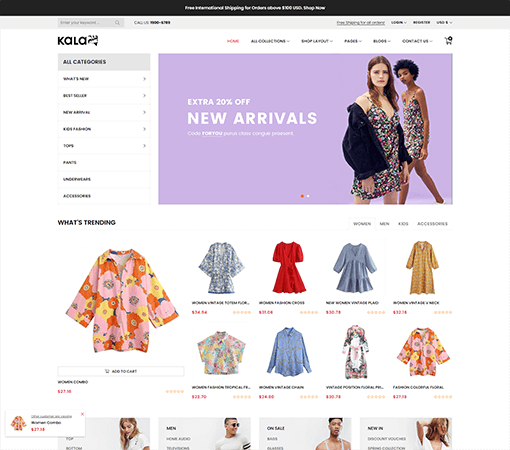 Free International Shipping for Orders above $100 USD. Shop Now
Enter your keyword...
CALL US 1900-6789
Free Shipping for all orders!
LOGIN
REGISTER
USD $
KALA
HOME
ALL COLLECTIONS
SHOP LAYOUT
PAGES
BLOGS
CONTACT US
0
ALL CATEGORIES
WHAT'S NEW
BEST SELLER
NEW ARRIVAL
KIDS FASHION
TOPS
PANTS
UNDERWEARS
ACCESSORIES
EXTRA 20% OFF
NEW ARRIVALS
Code FORYOU purus class congue praesent.
WHAT'S TRENDING
WOMEN
MEN
KIDS
ACCESSORIES
ADD TO CART
WOMEN COMBO
$27.18
WOMEN VINTAGE TOTEM FLOR...
WOMEN FASHION CROSS
$31.08
NEW WOMEN VINTAGE PLAID
$30.78
WOMEN VINTAGE V NECK
$32.18
WOMEN FASHION TROPICAL FR...
$32.70
WOMEN VINTAGE CHAIN
$24.60
VINTAGE POSITION FLORAL PRI...
$30.78
FASHION COLORFUL FLORAL
$27.18
Other customer are viewing
Women Combo
$27.18
TOP
BOTTOM
MEN
HOME AUDIO
TELEVISIONS
ON SALE
BAGS
GLASSES
NEW IN
DISCOUNT VOUCHER
SPRING COLLECTION